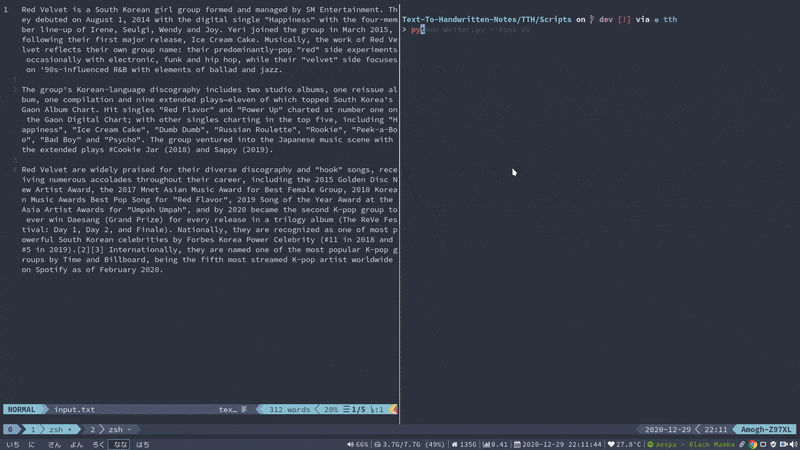 1 Red Velvet is a South Korean girl group formed and managed by SM Entertainment. Th
ey debuted on August 1, 2014 with the digital single "Happiness" with the four-mem
ber line-up of Irene, Seulgi, Wendy and Joy. Yeri joined the group in March 2015,
following their first major release, Ice Cream Cake. Musically, the work of Red Ve
lvet reflects their own group name: their predominantly-pop "red" side experiments
occasionally with electronic, funk and hip hop, while their "velvet" side focuses
on '90s-influenced R&B with elements of ballad and jazz.
The group's Korean-language discography includes two studio albums, one reissue al
bum, one compilation and nine extended plays—eleven of which topped South Korea's
Gaon Album Chart. Hit singles "Red Flavor" and "Power Up" charted at number one on
the Gaon Digital Chart; with other singles charting in the top five, including "H
appiness", "Ice Cream Cake", "Dumb Dumb", "Russian Roulette", "Rookie", "Peek-a-Bo
o", "Bad Boy" and "Psycho". The group ventured into the Japanese music scene with
the extended plays #Cookie Jar (2018) and Sappy (2019).
Red Velvet are widely praised for their diverse discography and "hook" songs, rece
iving numerous accolades throughout their career, including the 2015 Golden Disc N
ew Artist Award, the 2017 Mnet Asian Music Award for Best Female Group, 2018 Korea
n Music Awards Best Pop Song for "Red Flavor", 2019 Song of the Year Award at the
Asia Artist Awards for "Umpah Umpah", and by 2020 became the second K-pop group to
ever win Daesang (Grand Prize) for every release in a trilogy album (The ReVe Fes
tival: Day 1, Day 2, and Finale). Nationally, they are recognized as one of most p
owerful South Korean celebrities by Forbes Korea Power Celebrity (#11 in 2018 and
#5 in 2019).[2][3] Internationally, they are named one of the most popular K-pop g
roups by Time and Billboard, being the fifth most streamed K-pop artist worldwide
on Spotify as of February 2020.
NORMAL input.txt tex… 312 words 20% 1/5 :1
Text-To-Handwritten-Notes/TTH/Scripts on dev [!] via tth
> python Writer.py
0 1 zsh + 2 zsh - 2020-12-29 22:11 Amogh-Z97XL
いち に さん よん ろく なな はち 66% 3.7G/7.7G (49%) 135G 0.41 2020-12-29 22:11:44 27.8°C aespa - Black Mamba